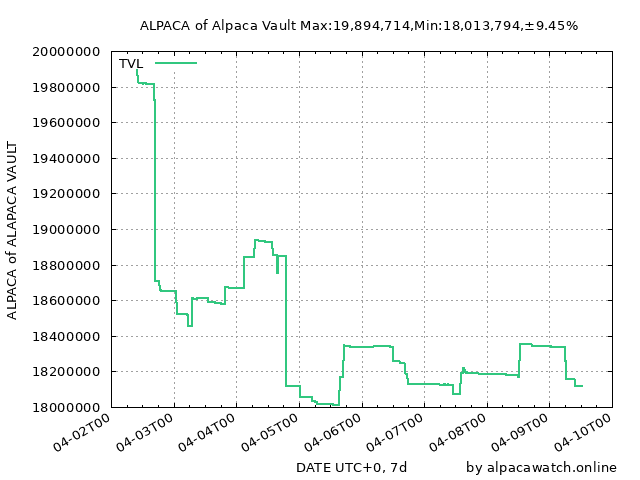 ALPACA of Alpaca Vault Max:19,894,714,Min:18,013,794,±9.45%
20000000
19800000
19600000
19400000
19200000
19000000
18800000
18600000
18400000
18200000
18000000
ALPACA of ALAPACA VAULT
TVL
04-02T00
04-03T00
04-04T00
04-05T00
04-06T00
04-07T00
04-08T00
04-09T00
04-10T00
DATE UTC+0, 7d
by alpacawatch.online